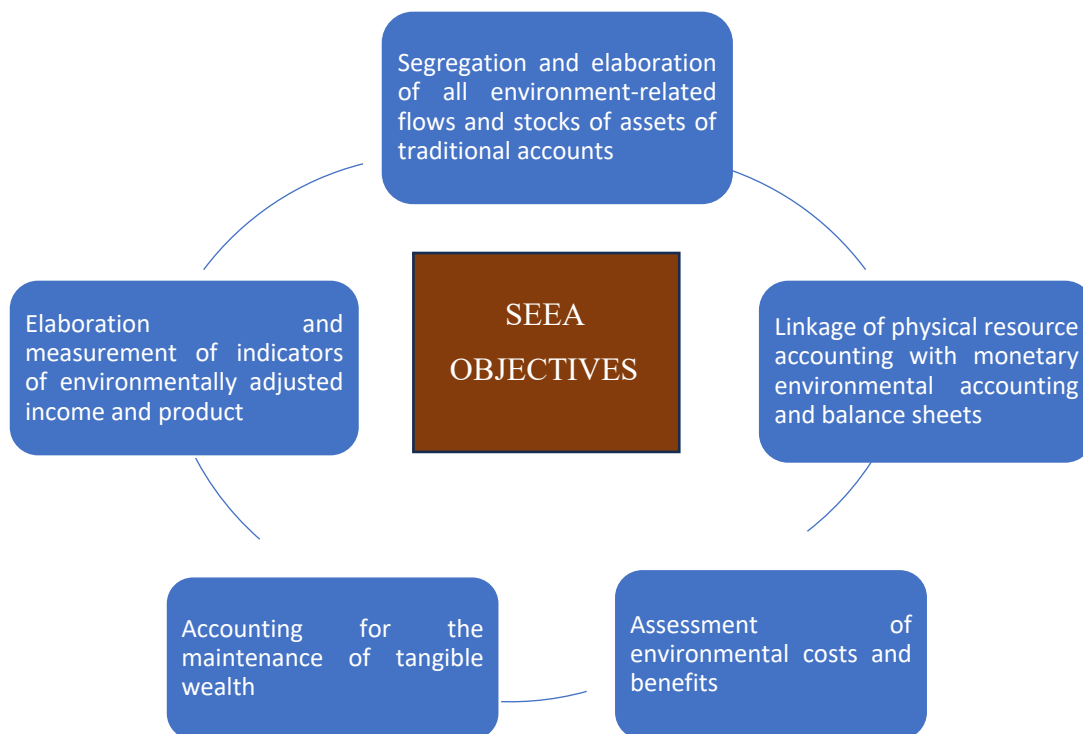 Segregation and elaboration
of all environment-related
flows and stocks of assets of
traditional accounts
SEEA
OBJECTIVES
Elaboration and
measurement of indicators
of environmentally adjusted
income and product
Linkage of physical resource
accounting with monetary
environmental accounting
and balance sheets
Accounting for the
maintenance of tangible
wealth
Assessment of
environmental costs and
benefits